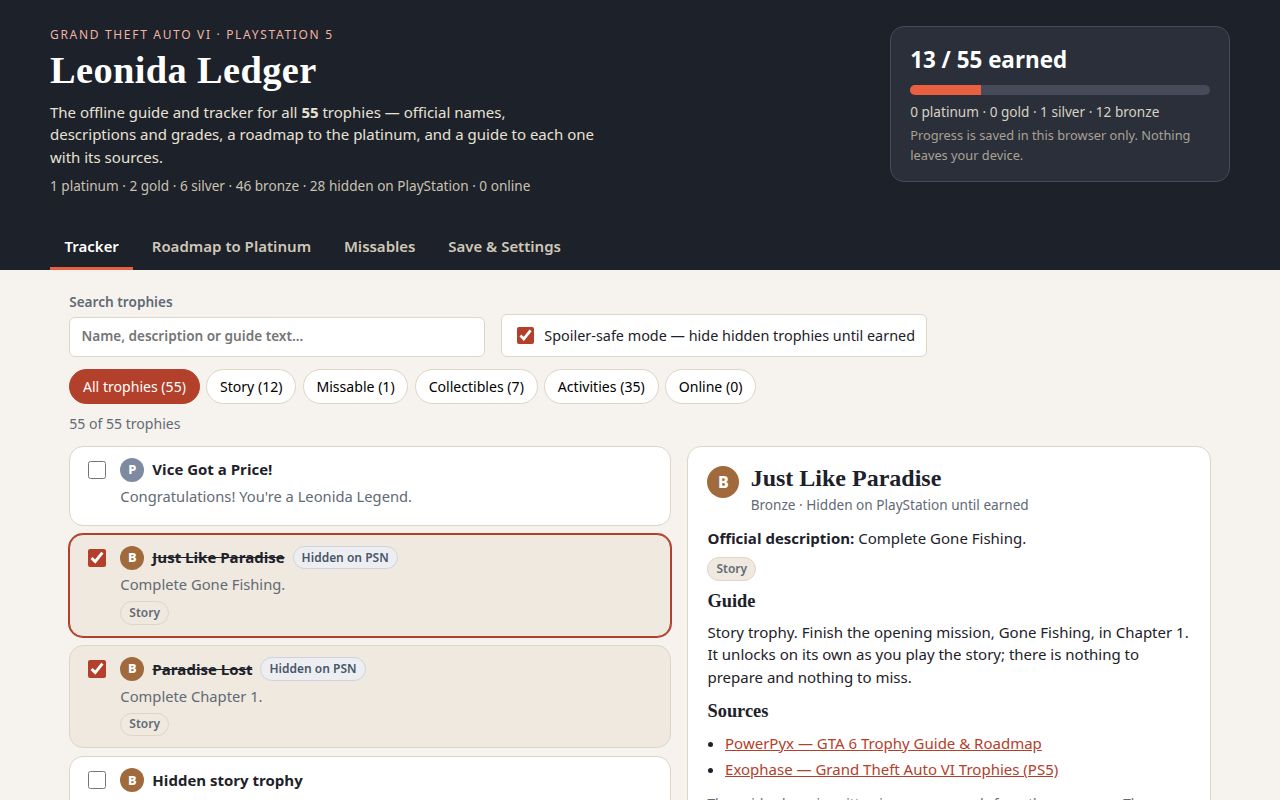 GRAND THEFT AUTO VI · PLAYSTATION 5
Leonida Ledger
The offline guide and tracker for all 55 trophies — official names,
descriptions and grades, a roadmap to the platinum, and a guide to each one
with its sources.
1 platinum · 2 gold · 6 silver · 46 bronze · 28 hidden on PlayStation · 0 online
13 / 55 earned
0 platinum · 0 gold · 1 silver · 12 bronze
Progress is saved in this browser only. Nothing
leaves your device.
Tracker
Roadmap to Platinum
Missables
Save & Settings
Search trophies
Name, description or guide text...
Spoiler-safe mode — hide hidden trophies until earned
All trophies (55)
Story (12)
Missable (1)
Collectibles (7)
Activities (35)
Online (0)
55 of 55 trophies
P
Vice Got a Price!
Congratulations! You're a Leonida Legend.
B
Just Like Paradise
Hidden on PSN
Complete Gone Fishing.
Story
B
Paradise Lost
Hidden on PSN
Complete Chapter 1.
Story
B
Hidden story trophy
B
Just Like Paradise
Bronze · Hidden on PlayStation until earned
Official description: Complete Gone Fishing.
Story
Guide
Story trophy. Finish the opening mission, Gone Fishing, in Chapter 1.
It unlocks on its own as you play the story; there is nothing to
prepare and nothing to miss.
Sources
PowerPyx — GTA 6 Trophy Guide & Roadmap
Exophase — Grand Theft Auto VI Trophies (PS5)